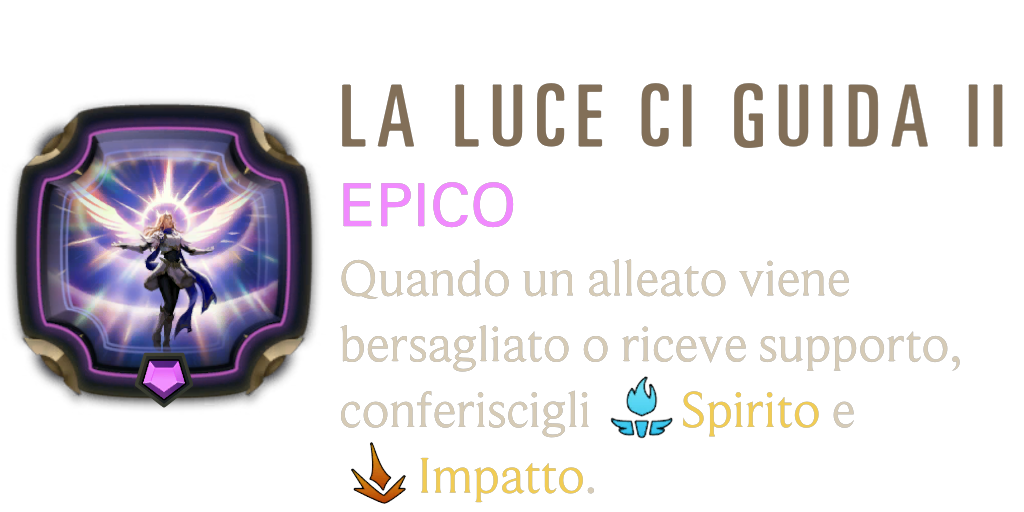 LA LUCE CI GUIDA II
EPICO
Quando un alleato viene
bersagliato o riceve supporto,
conferiscigli Spirito e
Impatto.